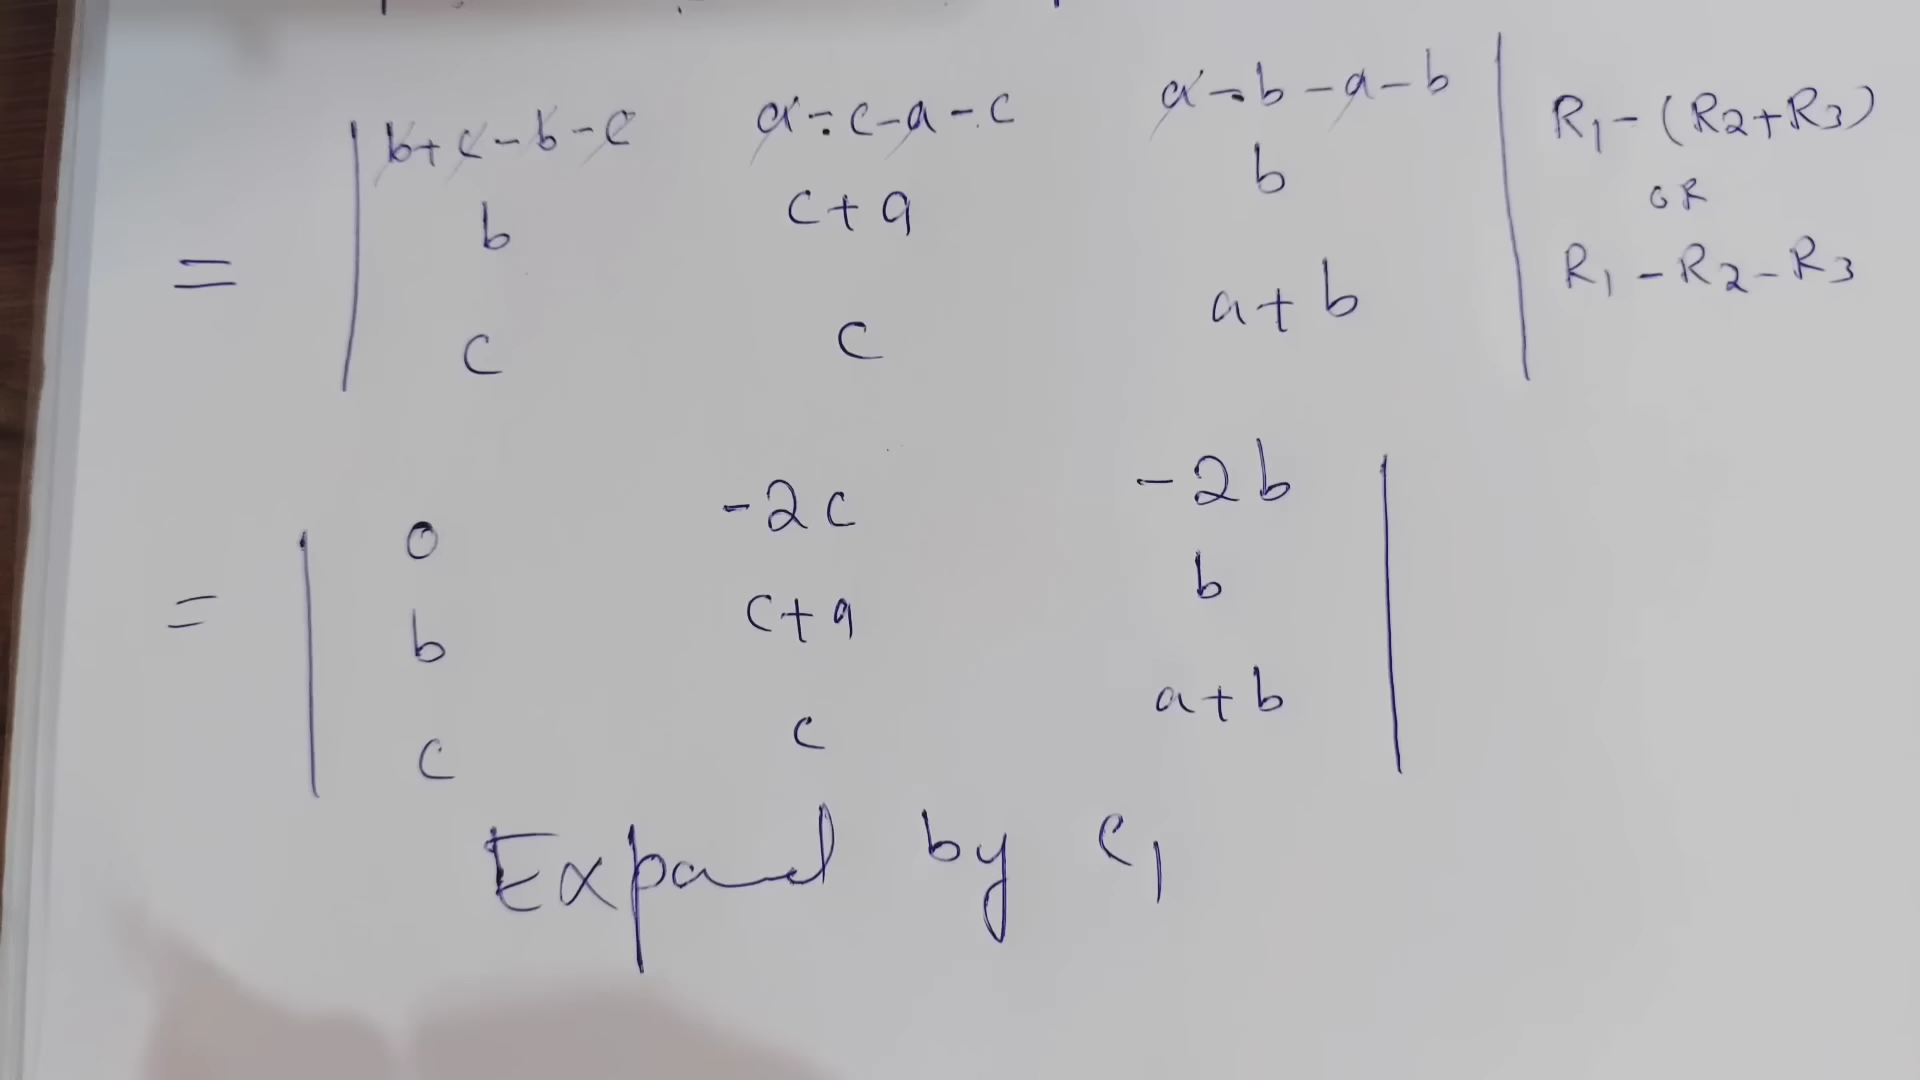 b+c-b-c a-c-a-c a-b-a-b R1-(R2+R3)
b c+a b OR
= c c a+b R1-R2-R3
0 -2c -2b
= b c+a b
c c a+b
Expand by C1